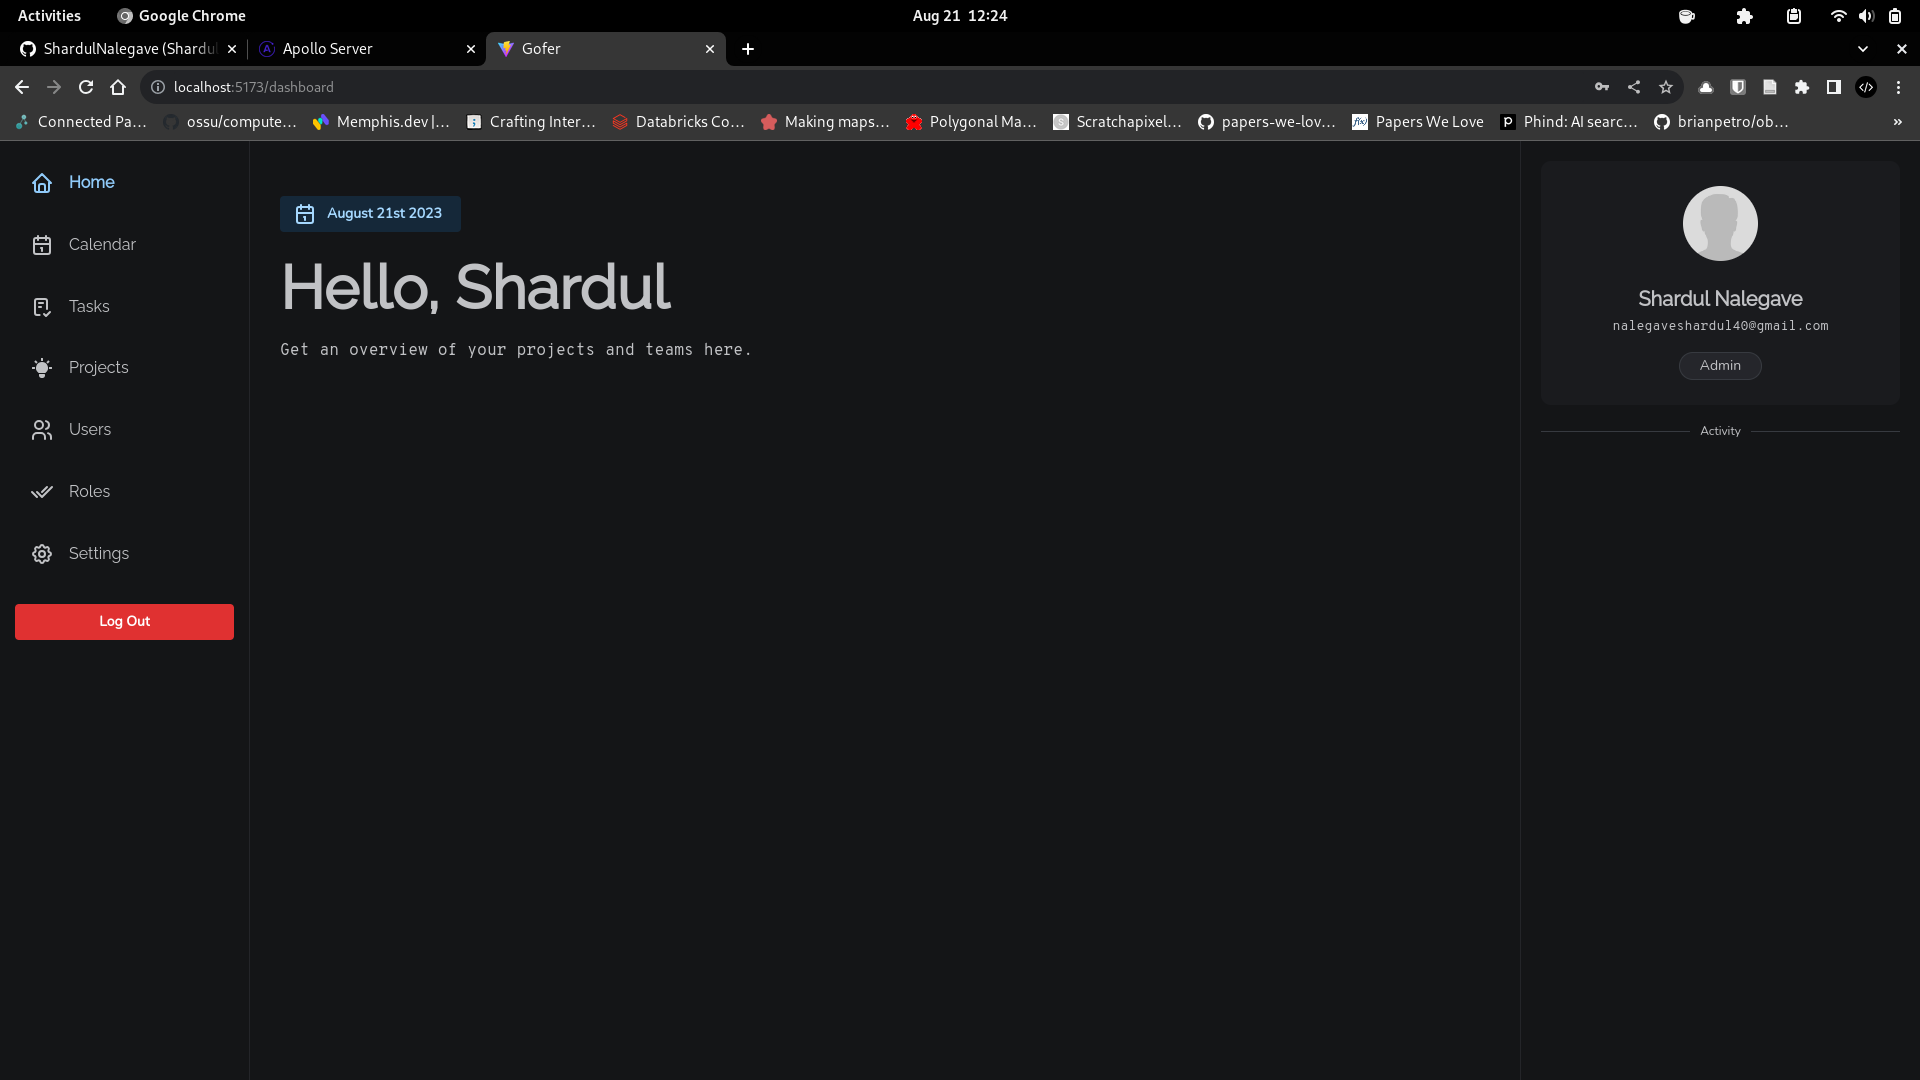 Activities Google Chrome Aug 21 12:24
ShardulNalegave (Shardul Apollo Server Gofer
localhost:5173/dashboard
Connected Pa... ossu/compute... Memphis.dev |... Crafting Inter... Databricks Co... Making maps... Polygonal Ma... Scratchapixel... papers-we-lov... Papers We Love Phind: AI searc... brianpetro/ob... »
Home
Calendar
Tasks
Projects
Users
Roles
Settings
Log Out
August 21st 2023
Hello, Shardul
Get an overview of your projects and teams here.
Shardul Nalegave
nalegaveshardul40@gmail.com
Admin
Activity